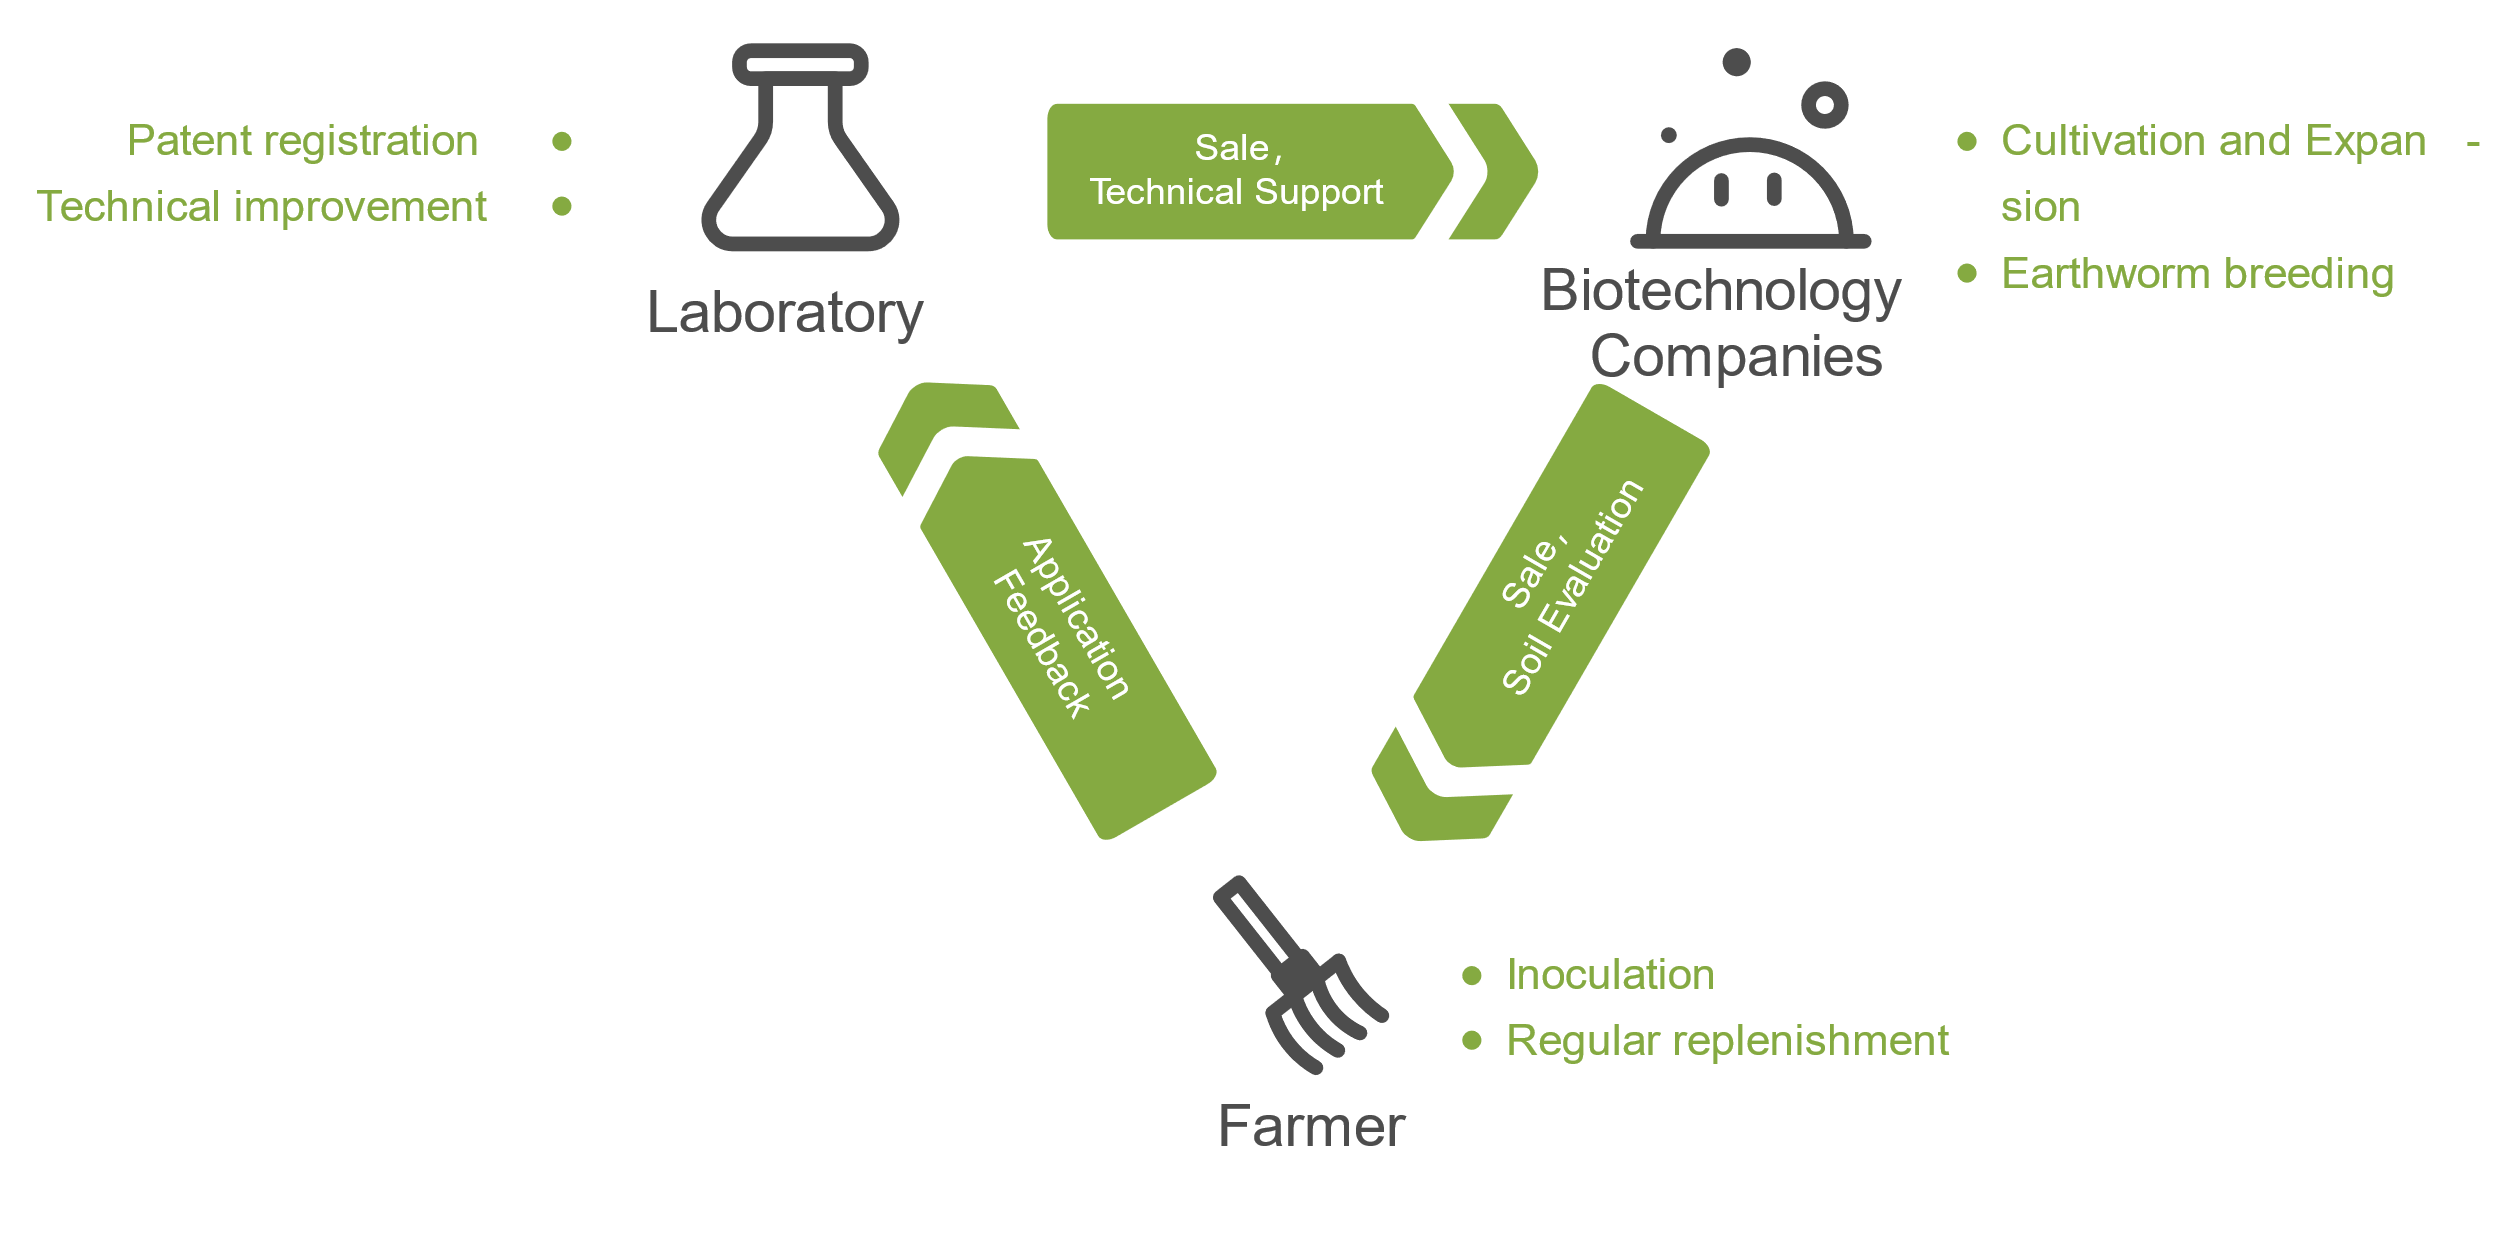 Patent registration
Technical improvement
Laboratory
Sale,
Technical Support
Biotechnology
Companies
Cultivation and Expan -
sion
Earthworm breeding
Application
Feedback
Sale,
Soil Evaluation
Inoculation
Regular replenishment
Farmer